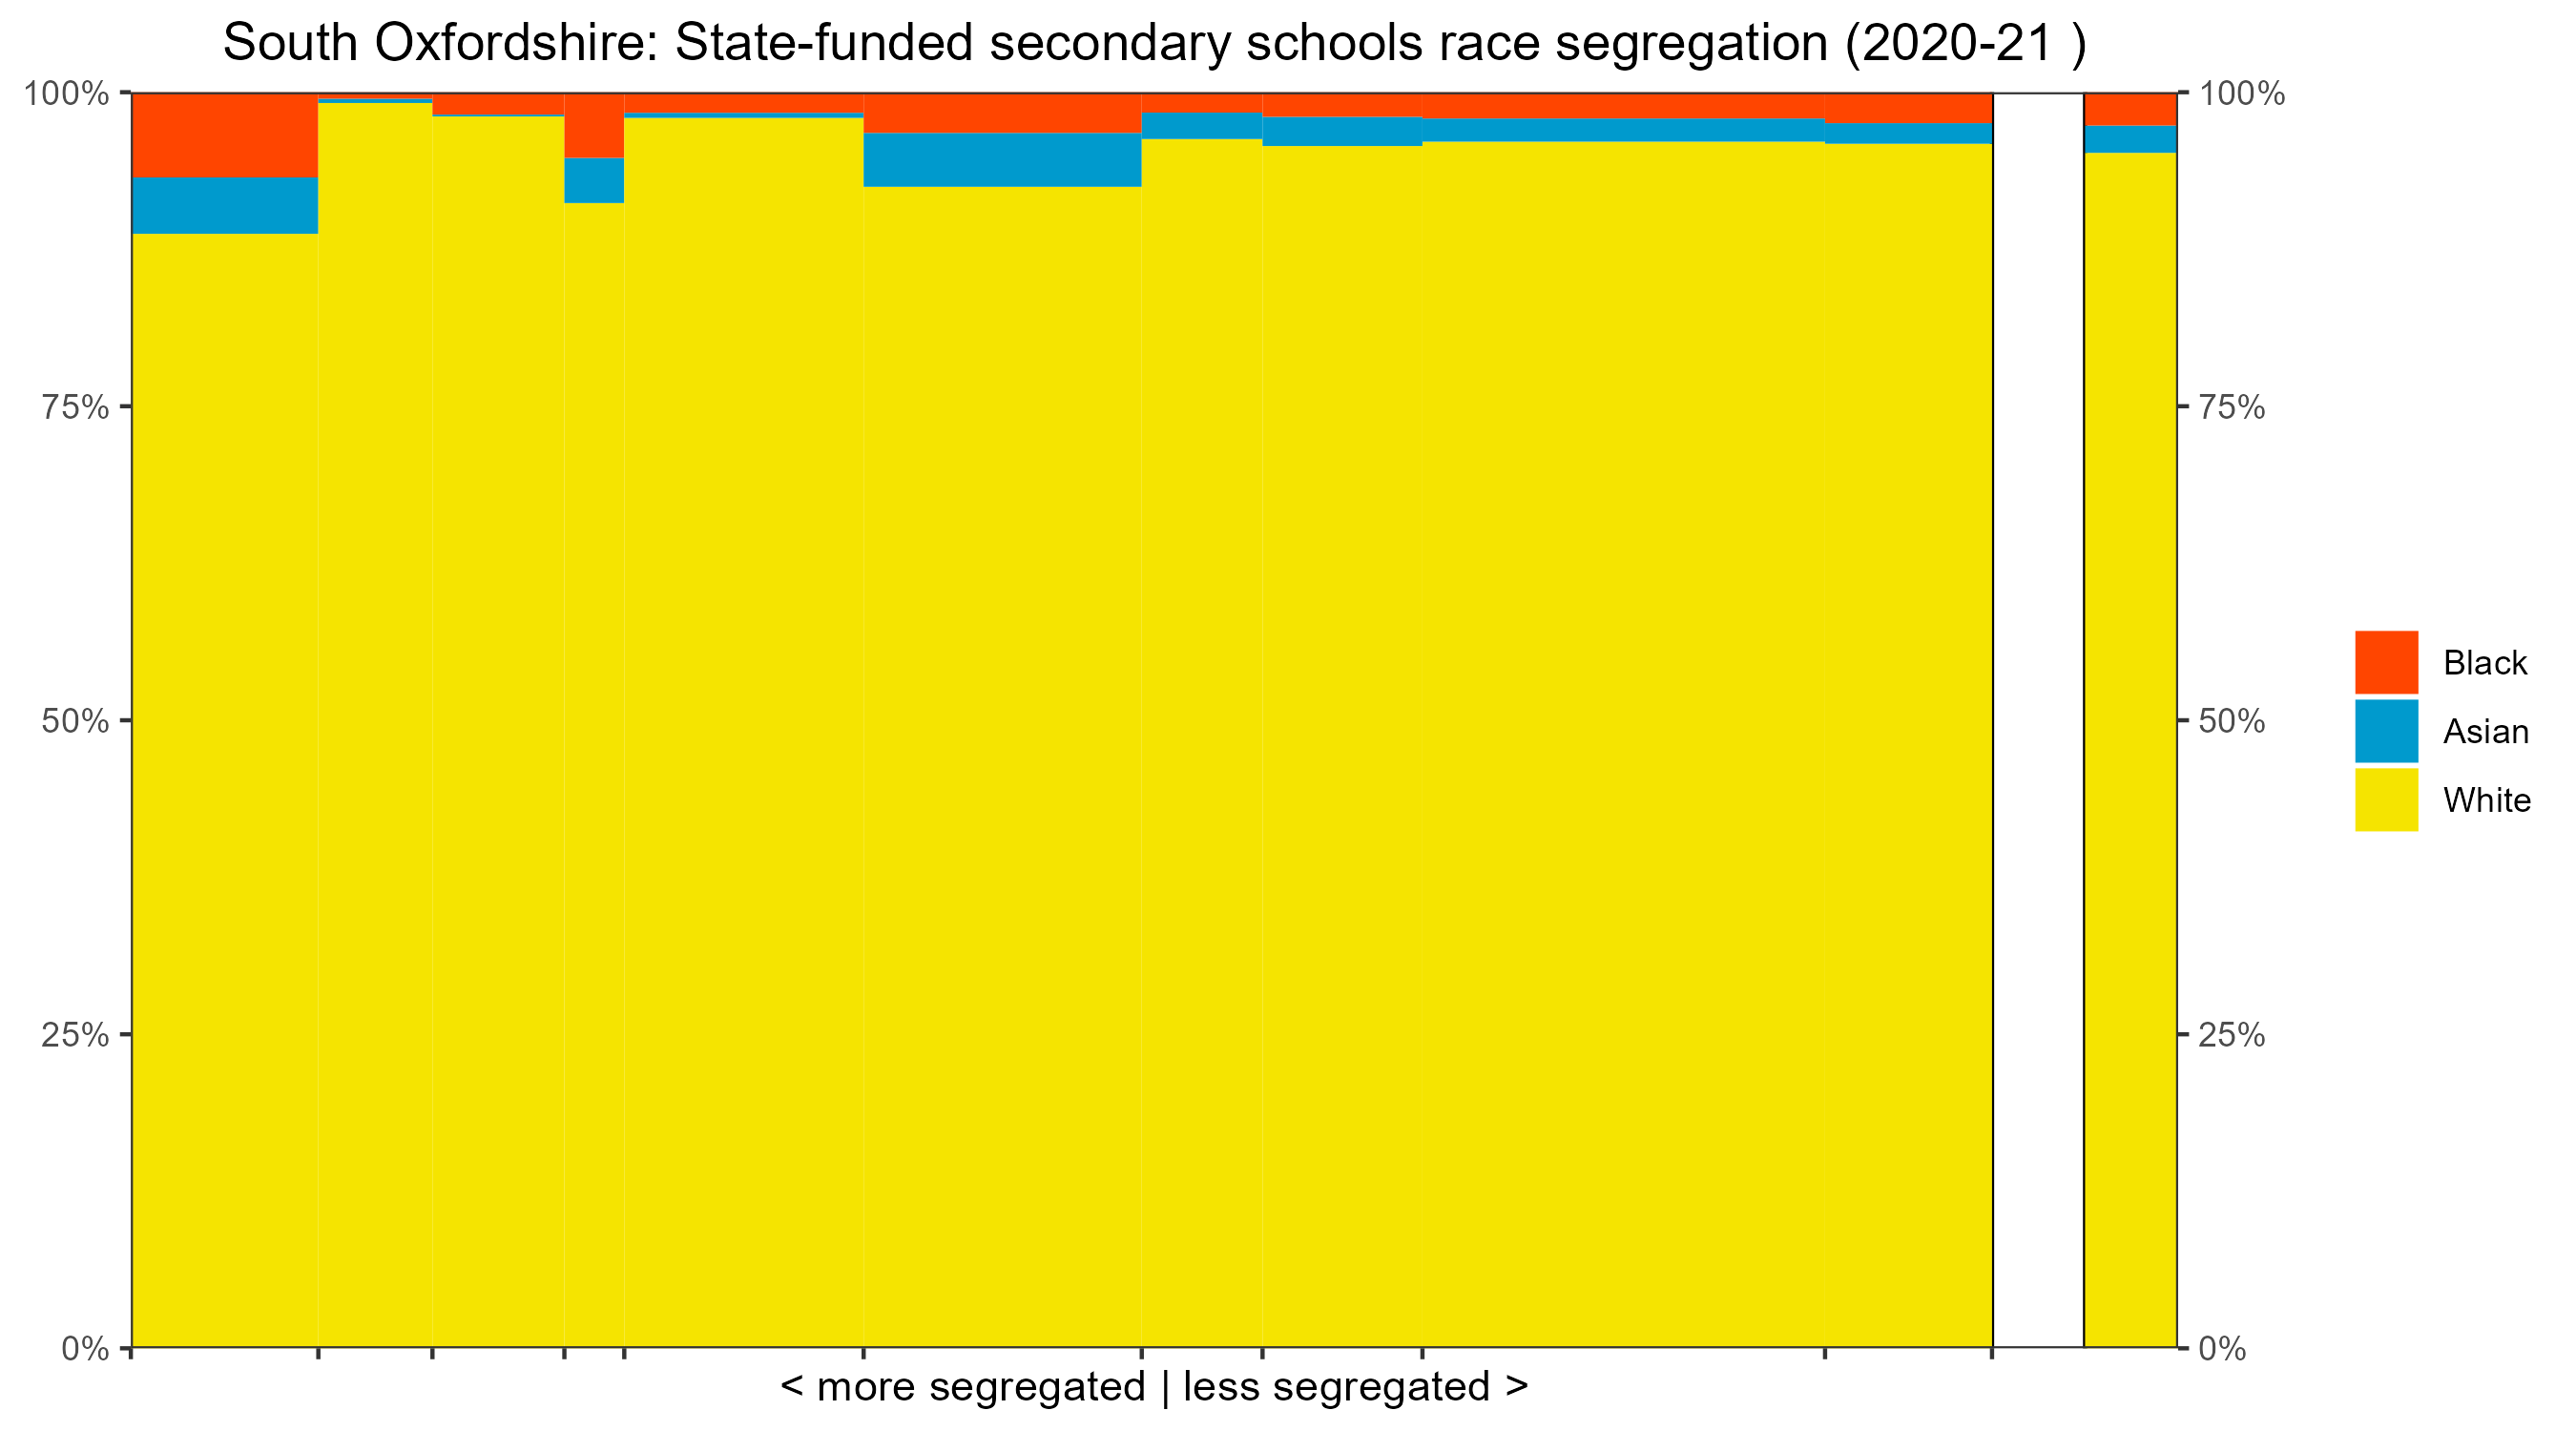 South Oxfordshire: State-funded secondary schools race segregation (2020-21 )
100%
75%
50%
25%
0%
100%
75%
50%
25%
0%
< more segregated | less segregated >
Black
Asian
White